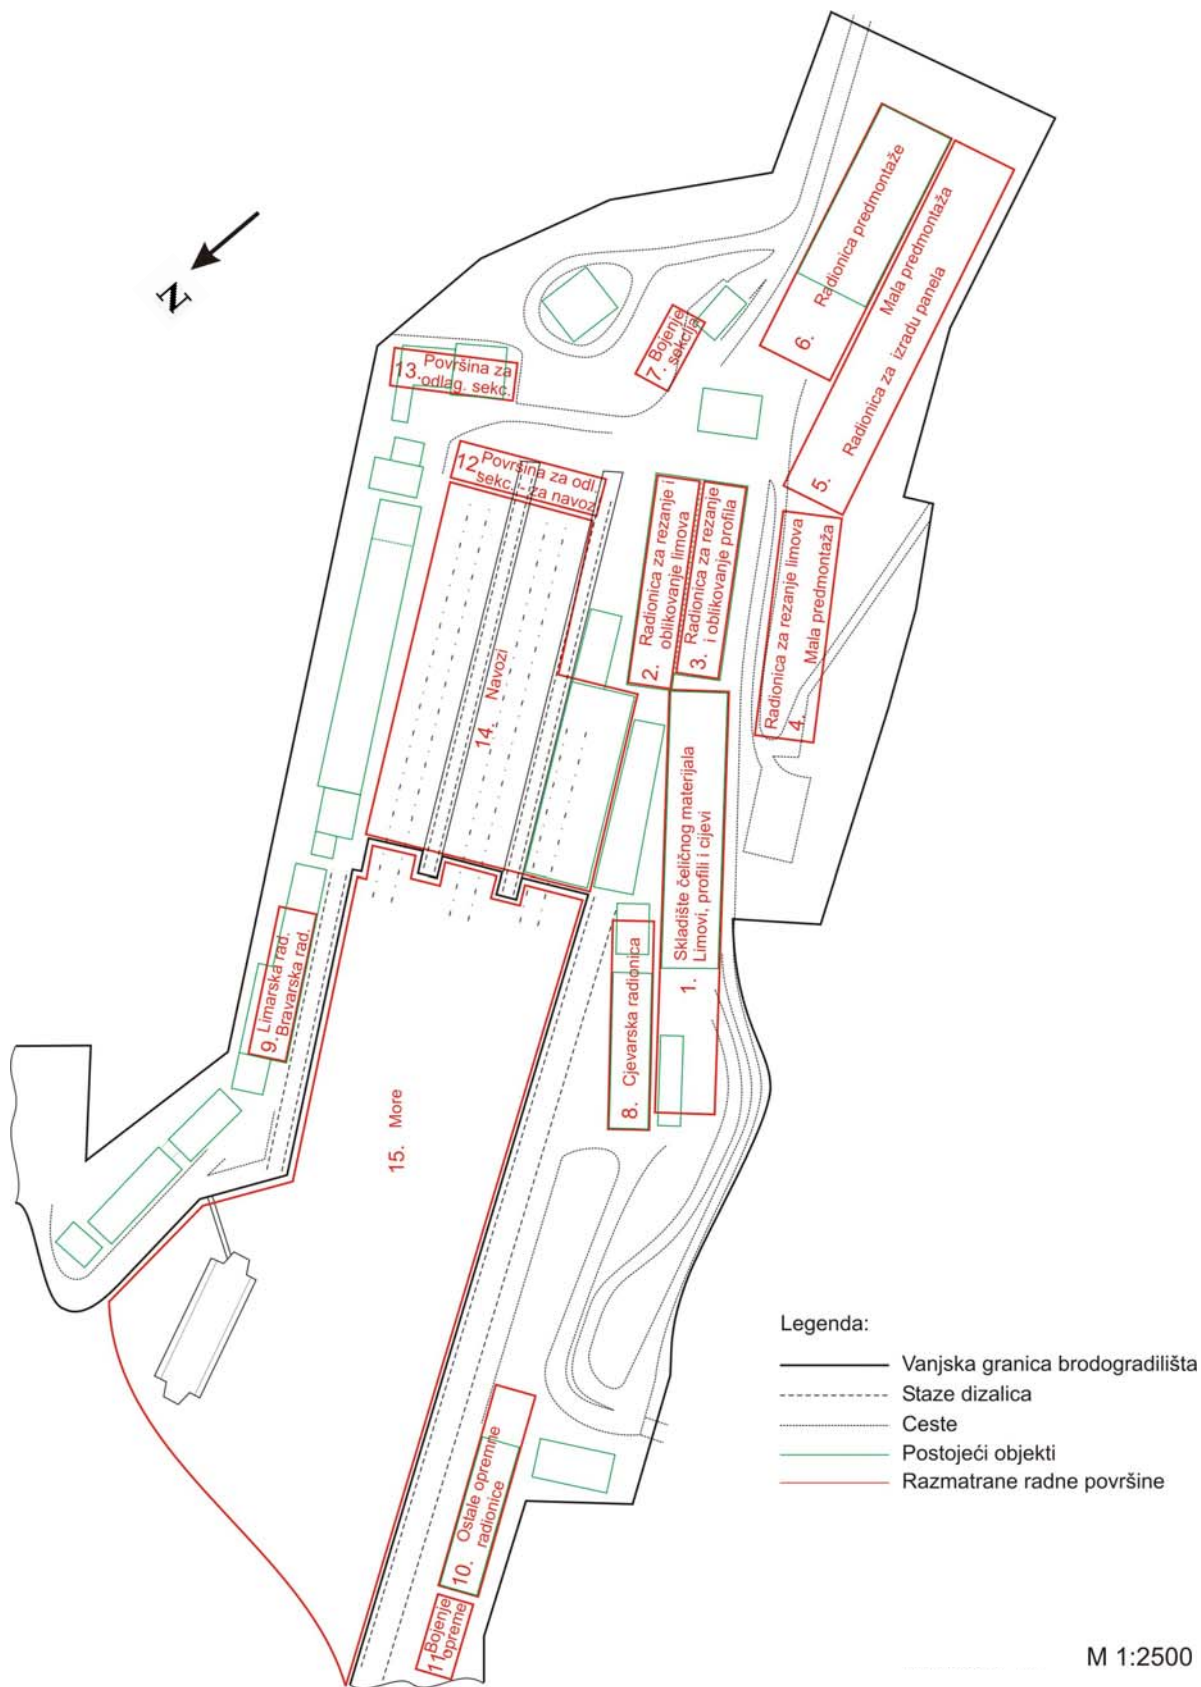 6. Radionica predmontaže
Mala predmontaža
5. Radionica za izradu panela
N
7. Bojenje
sekcija
13. Površina za
odlag. sekc.
12. Površina za odl.
sekc. - za navoz
2. Radionica za rezanje i
oblikovanje limova
3. Radionica za rezanje
i oblikovanje profila
Radionica za rezanje limova
4. Mala predmontaža
14. Navozi
Skladište čeličnog materijala
1. Limovi, profili i cijevi
9. Limarska rad.
Bravarska rad.
8. Cjevarska radionica
15. More
10. Ostale opremne
radionice
11. Bojenje
opreme
Legenda:
Vanjska granica brodogradilišta
Staze dizalica
Ceste
Postojeći objekti
Razmatrane radne površine
M 1:2500